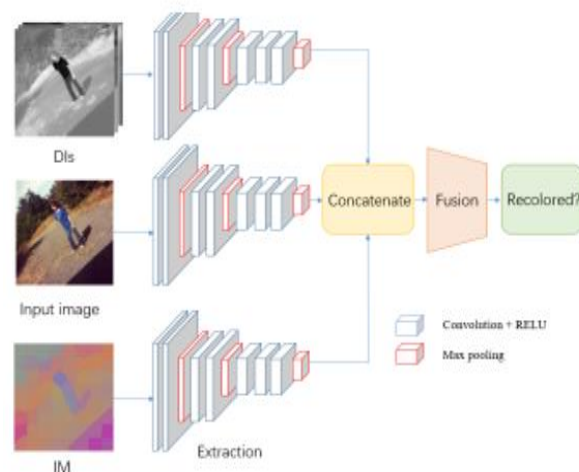 DIs
Input image
IM
Extraction
Concatenate
Fusion
Recolored?
Convolution + RELU
Max pooling